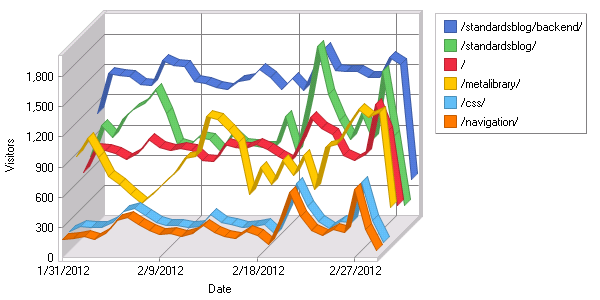 /standardsblog/backend/
/standardsblog/
/
/metalibrary/
/css/
/navigation/
Visitors
1,800
1,500
1,200
900
600
300
0
1/31/2012 2/9/2012 2/18/2012 2/27/2012
Date